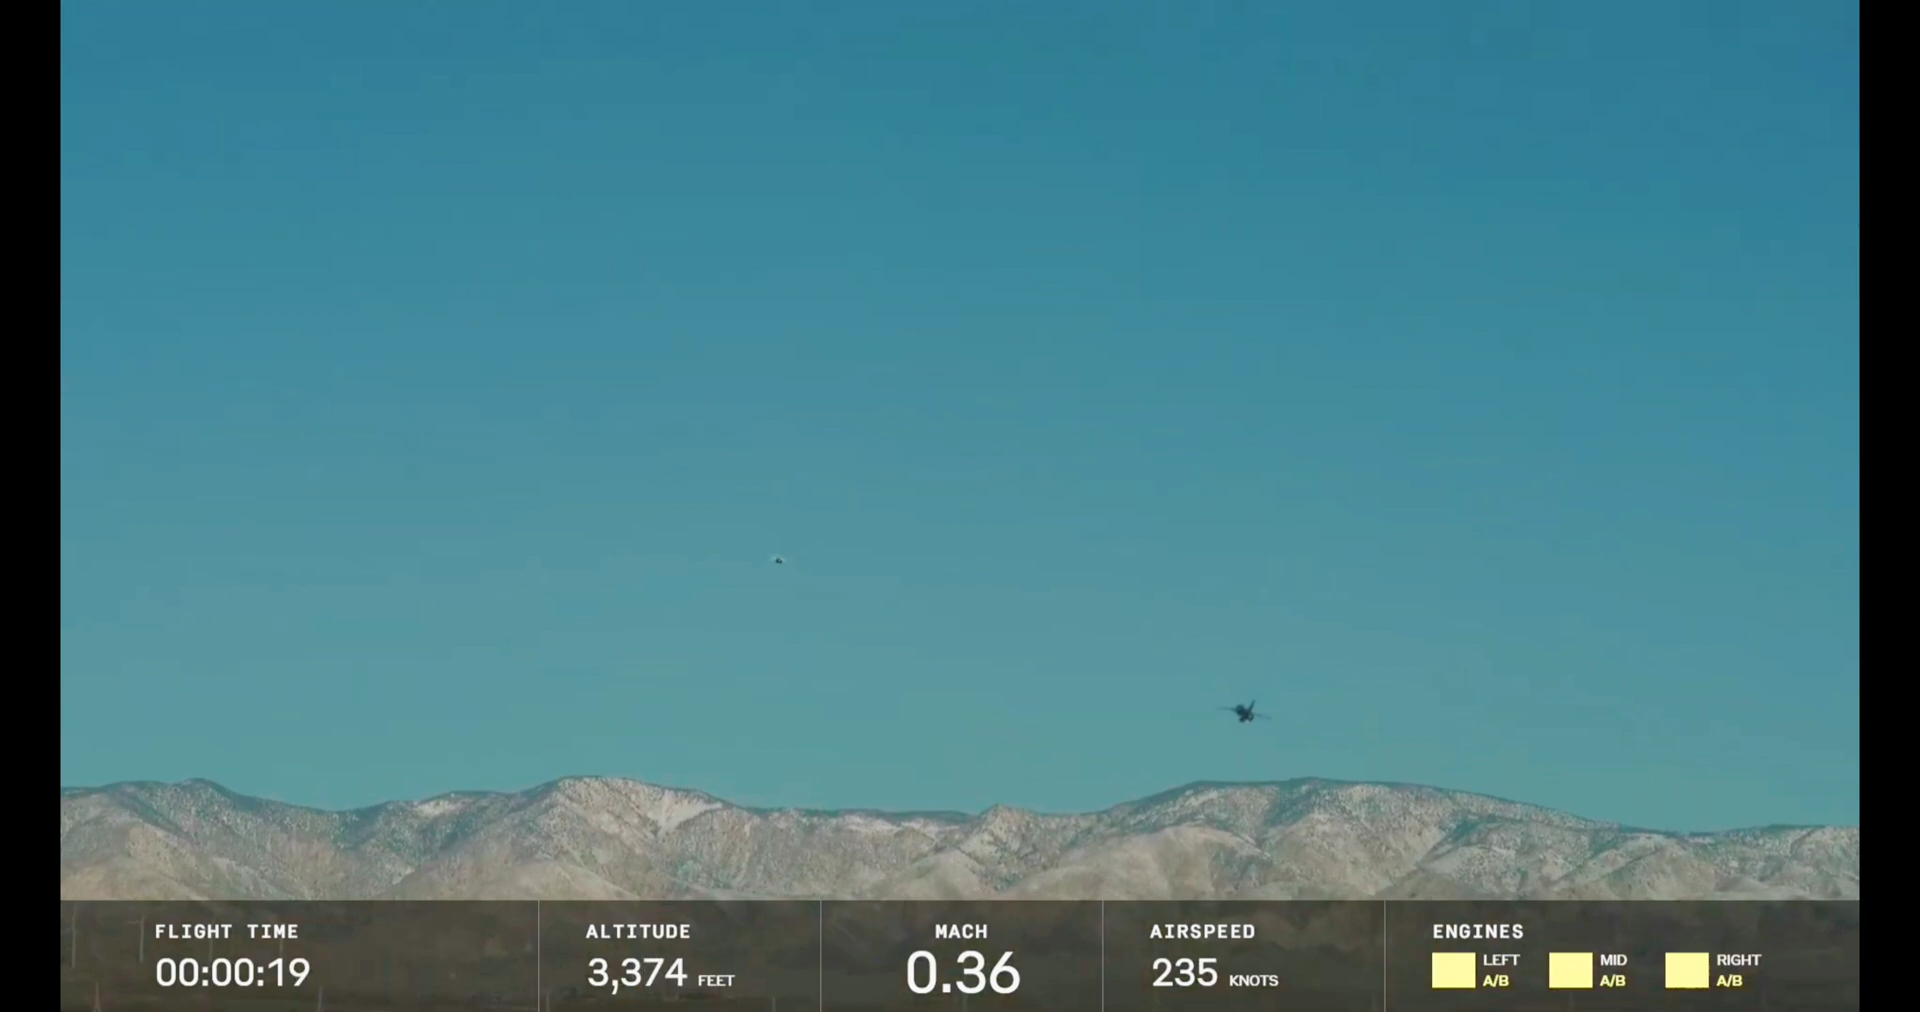 FLIGHT TIME
00:00:19
ALTITUDE
3,374 FEET
MACH
0.36
AIRSPEED
235 KNOTS
ENGINES
LEFT
A/B
MID
A/B
RIGHT
A/B